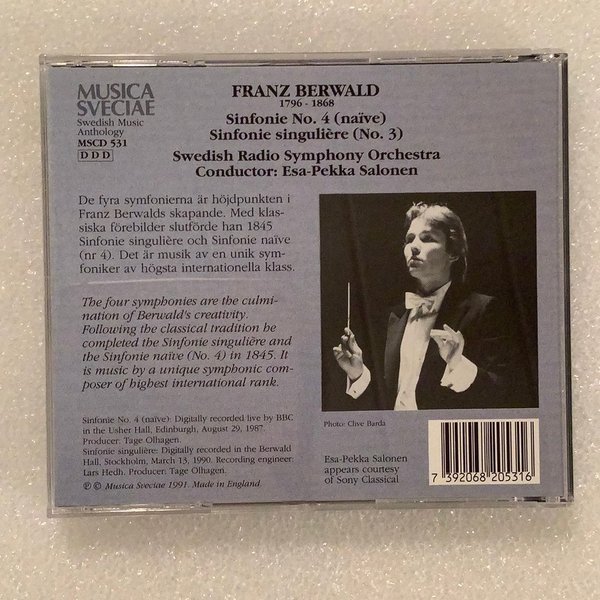 MUSICA
SVECIAE
Swedish Music
Anthology
MSCD 531
DDD
FRANZ BERWALD
1796 - 1868
Sinfonie No. 4 (naïve)
Sinfonie singulière (No. 3)
Swedish Radio Symphony Orchestra
Conductor: Esa-Pekka Salonen
De fyra symfonierna är höjdpunkten i
Franz Berwalds skapande. Med klas-
siska förebilder slutförde han 1845
Sinfonie singulière och Sinfonie naïve
(nr 4). Det är musik av en unik sym-
foniker av högsta internationella klass.
The four symphonies are the culmi-
nation of Berwald's creativity.
Following the classical tradition he
completed the Sinfonie singulière and
the Sinfonie naïve (No. 4) in 1845. It
is music by a unique symphonic com-
poser of highest international rank.
Sinfonie No. 4 (naïve): Digitally recorded live by BBC
in the Usher Hall, Edinburgh, August 29, 1987.
Producer: Tage Olhagen.
Sinfonie singulière: Digitally recorded in the Berwald
Hall, Stockholm, March 13, 1990. Recording engineer:
Lars Hedh. Producer: Tage Olhagen.
℗ © Musica Sveciae 1991. Made in England.
Photo: Clive Barda
Esa-Pekka Salonen
appears courtesy
of Sony Classical
7 392068 205316